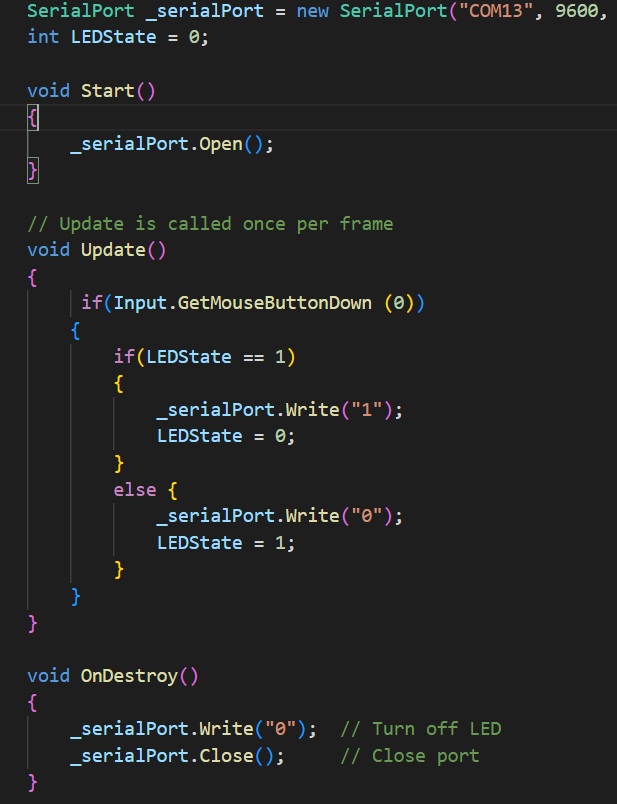 SerialPort _serialPort = new SerialPort("COM13", 9600,
int LEDState = 0;
void Start()
{
_serialPort.Open();
}
// Update is called once per frame
void Update()
{
if(Input.GetMouseButtonDown (0))
{
if(LEDState == 1)
{
_serialPort.Write("1");
LEDState = 0;
}
else {
_serialPort.Write("0");
LEDState = 1;
}
}
}
void OnDestroy()
{
_serialPort.Write("0");  // Turn off LED
_serialPort.Close();     // Close port
}